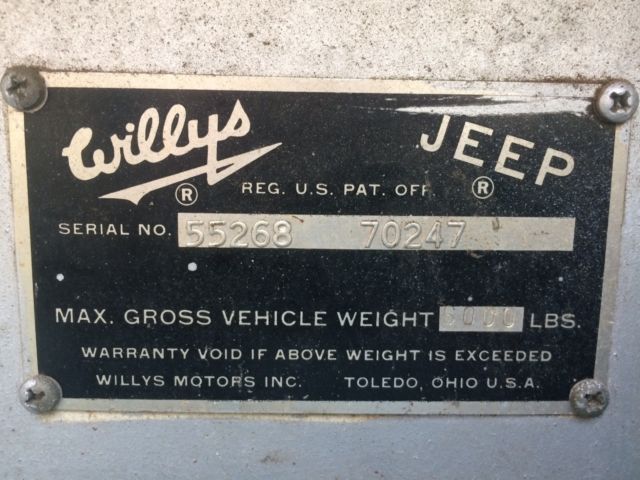 Willys JEEP
® REG. U.S. PAT. OFF. ®
SERIAL NO. 55268 70247
MAX. GROSS VEHICLE WEIGHT 6000 LBS.
WARRANTY VOID IF ABOVE WEIGHT IS EXCEEDED
WILLYS MOTORS INC. TOLEDO, OHIO U.S.A.